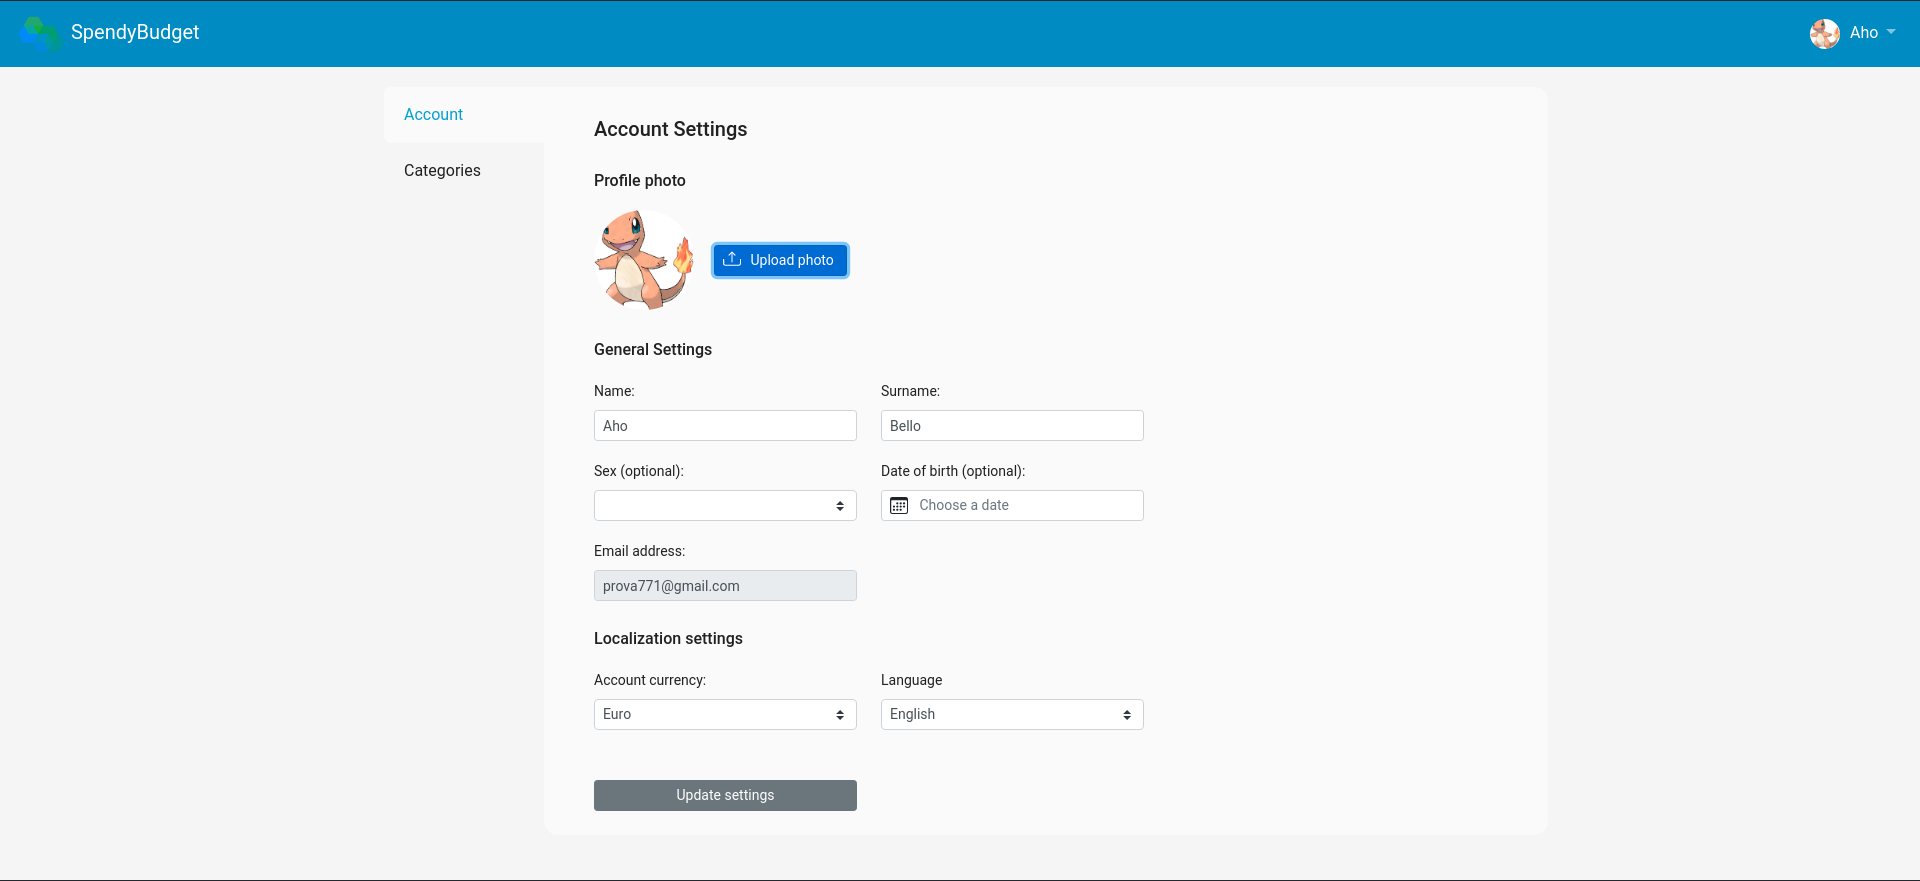 SpendyBudget
Aho
Account
Categories
Account Settings
Profile photo
Upload photo
General Settings
Name: Surname:
Aho Bello
Sex (optional): Date of birth (optional):
Choose a date
Email address:
prova771@gmail.com
Localization settings
Account currency: Language
Euro English
Update settings